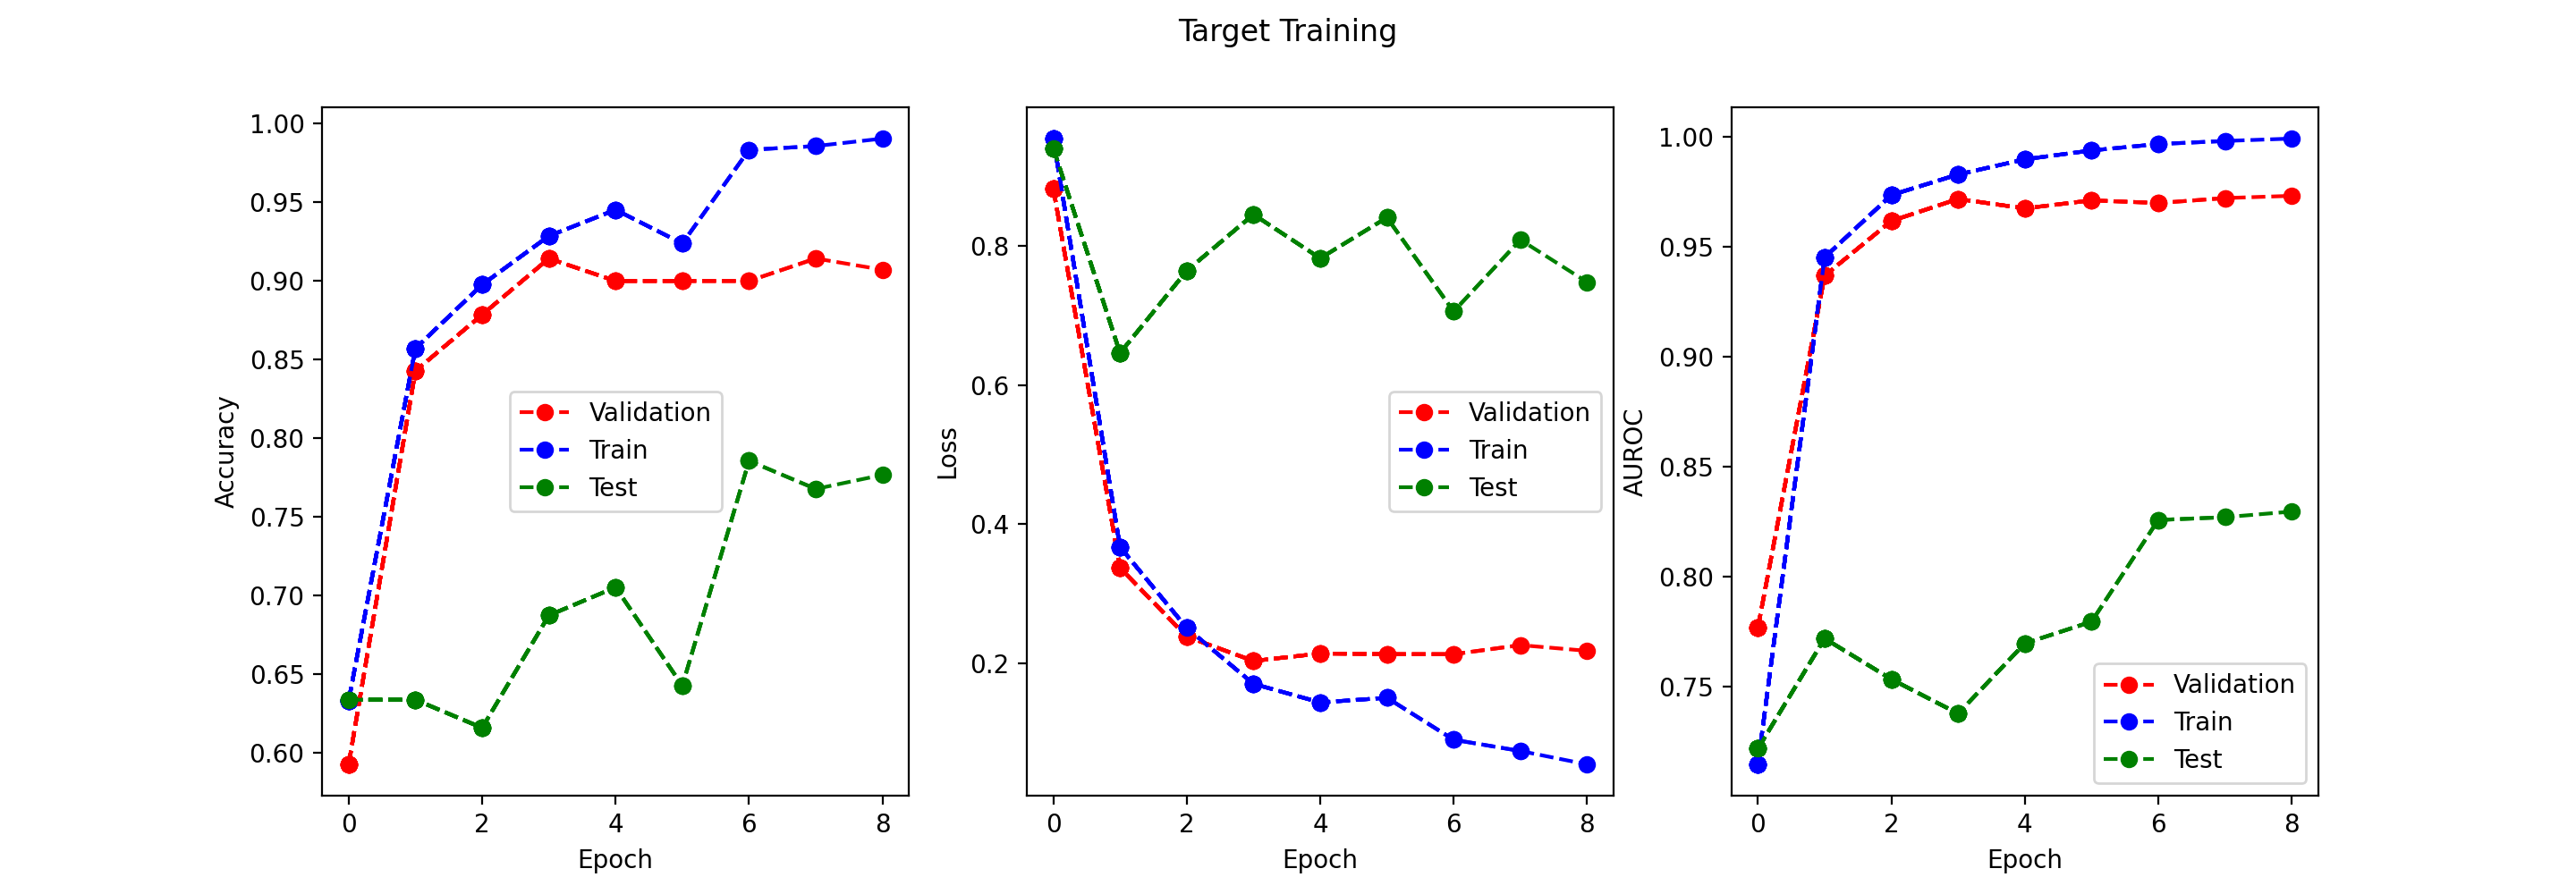 Target Training
Accuracy
1.00
0.95
0.90
0.85
0.80
0.75
0.70
0.65
0.60
Validation
Train
Test
0 2 4 6 8
Epoch
Loss
0.8
0.6
0.4
0.2
Validation
Train
Test
0 2 4 6 8
Epoch
AUROC
1.00
0.95
0.90
0.85
0.80
0.75
Validation
Train
Test
0 2 4 6 8
Epoch